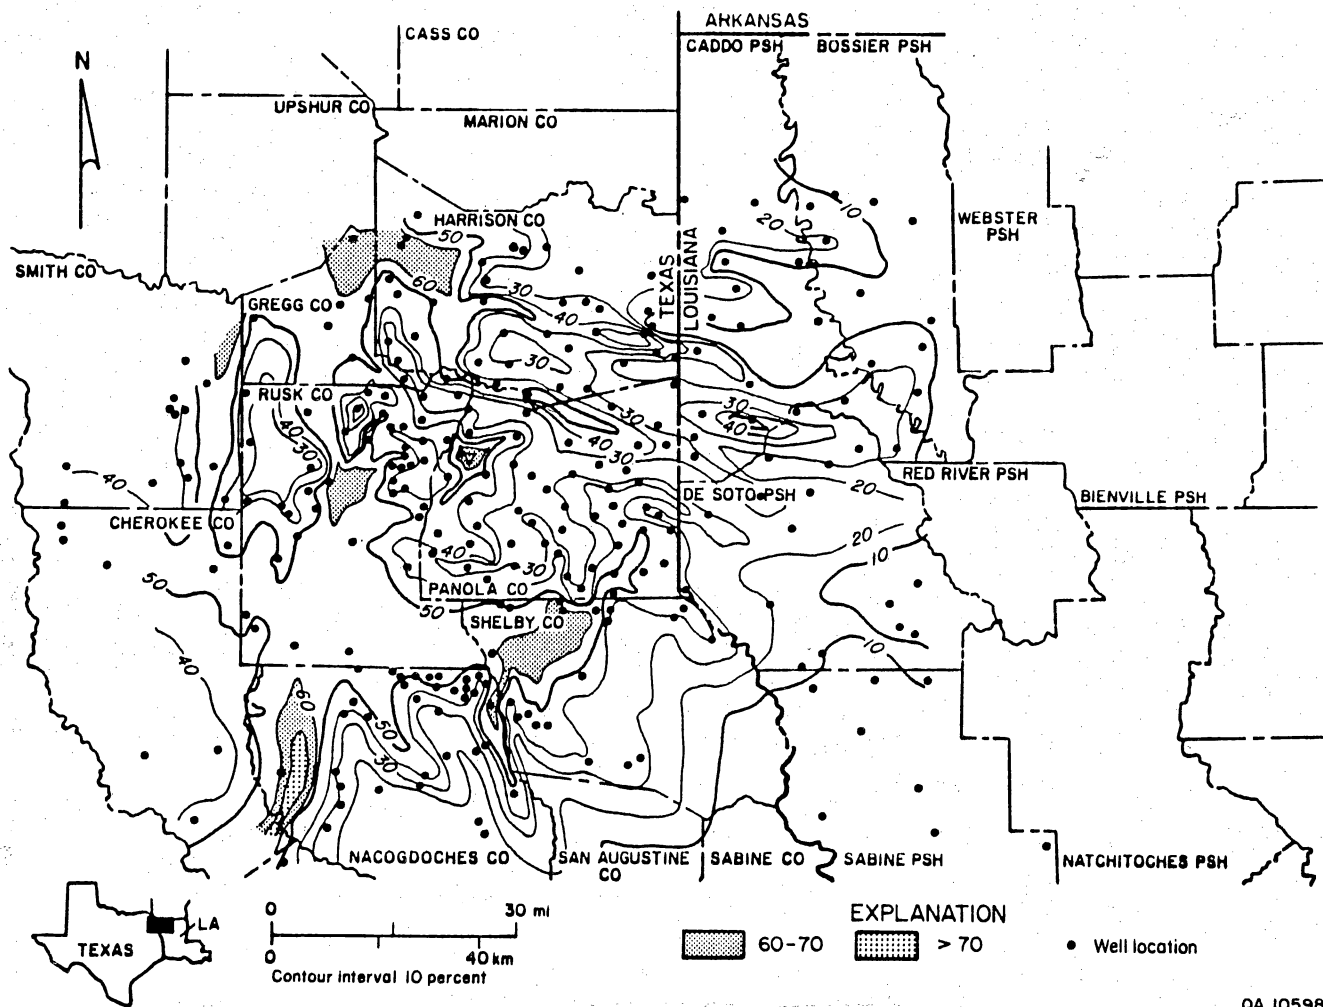 ARKANSAS
CASS CO
CADDO PSH
BOSSIER PSH
N
UPSHUR CO
MARION CO
HARRISON CO
50
10
20
WEBSTER PSH
SMITH CO
TEXAS
LOUISIANA
60
30
GREGG CO
40
10
30
RUSK CO
30
40
30
40
40
30
30
40
RED RIVER PSH
DE SOTO PSH
20
BIENVILLE PSH
CHEROKEE CO
20
10
40
30
50
PANOLA CO
50
SHELBY CO
10
40
60
50
30
NACOGDOCHES CO
SAN AUGUSTINE CO
SABINE CO
SABINE PSH
NATCHITOCHES PSH
TEXAS
LA
0 30 mi
0 40 km
Contour interval 10 percent
EXPLANATION
60-70
> 70
Well location
QA 10598